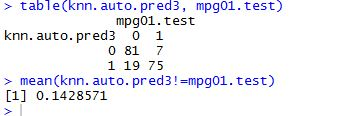 > table(knn.auto.pred3, mpg01.test)
mpg01.test
knn.auto.pred3 0 1
0 81 7
1 19 75
> mean(knn.auto.pred3!=mpg01.test)
[1] 0.1428571
>